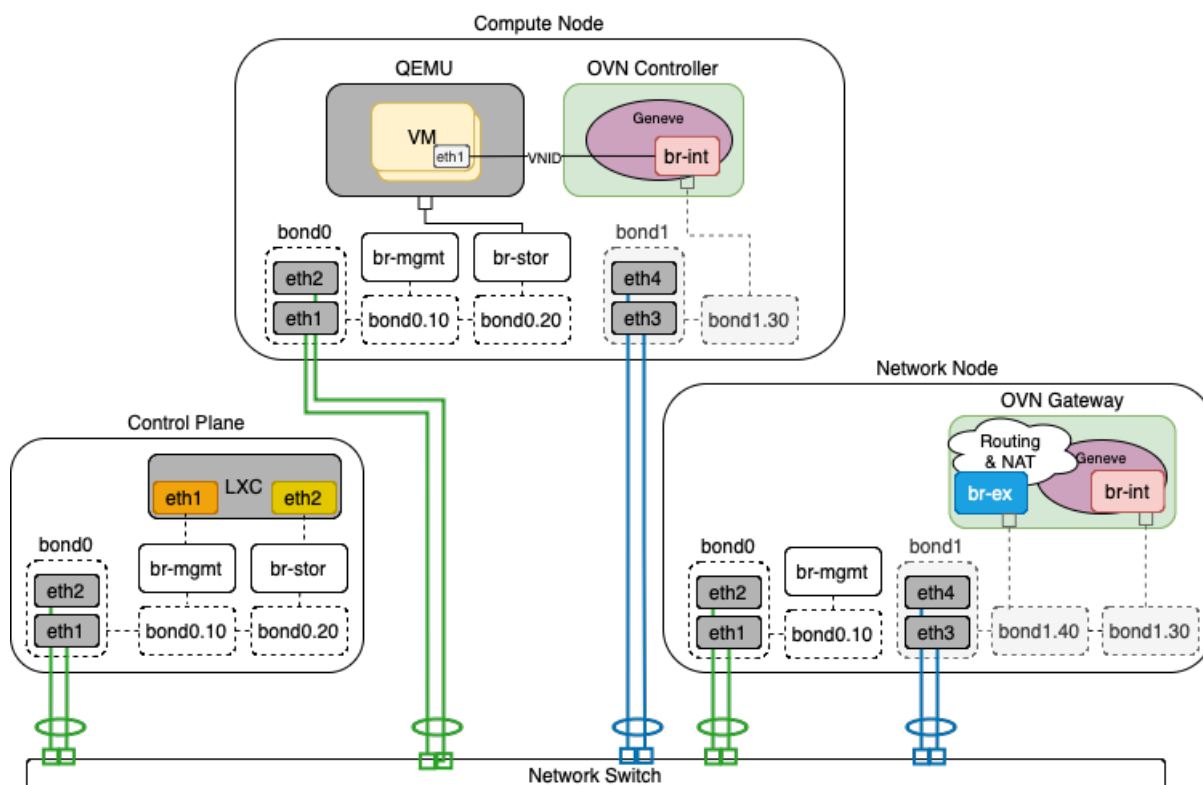 Compute Node
QEMU
OVN Controller
VM
eth1
VNID
Geneve
br-int
bond0
eth2
eth1
br-mgmt
br-stor
bond0.10
bond0.20
bond1
eth4
eth3
bond1.30
Control Plane
LXC
eth1
eth2
bond0
eth2
eth1
br-mgmt
br-stor
bond0.10
bond0.20
Network Node
OVN Gateway
Routing
& NAT
Geneve
br-ex
br-int
bond0
eth2
eth1
br-mgmt
bond0.10
bond1
eth4
eth3
bond1.40
bond1.30
Network Switch